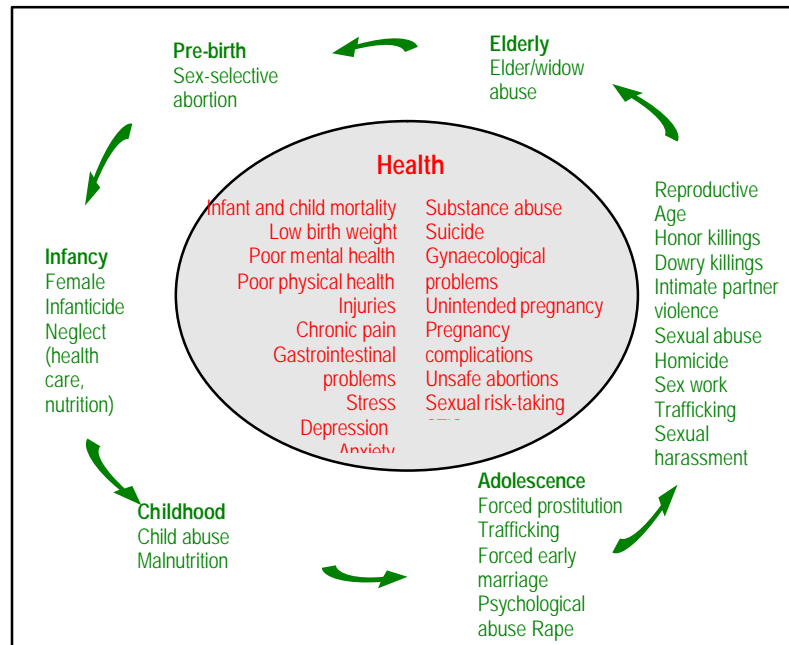 Pre-birth
Sex-selective
abortion
Elderly
Elder/widow
abuse
Health
Infant and child mortality
Low birth weight
Poor mental health
Poor physical health
Injuries
Chronic pain
Gastrointestinal
problems
Stress
Depression
Anxiety
Substance abuse
Suicide
Gynaecological
problems
Unintended pregnancy
Pregnancy
complications
Unsafe abortions
Sexual risk-taking
Infancy
Female
Infanticide
Neglect
(health
care,
nutrition)
Reproductive
Age
Honor killings
Dowry killings
Intimate partner
violence
Sexual abuse
Homicide
Sex work
Trafficking
Sexual
harassment
Childhood
Child abuse
Malnutrition
Adolescence
Forced prostitution
Trafficking
Forced early
marriage
Psychological
abuse Rape